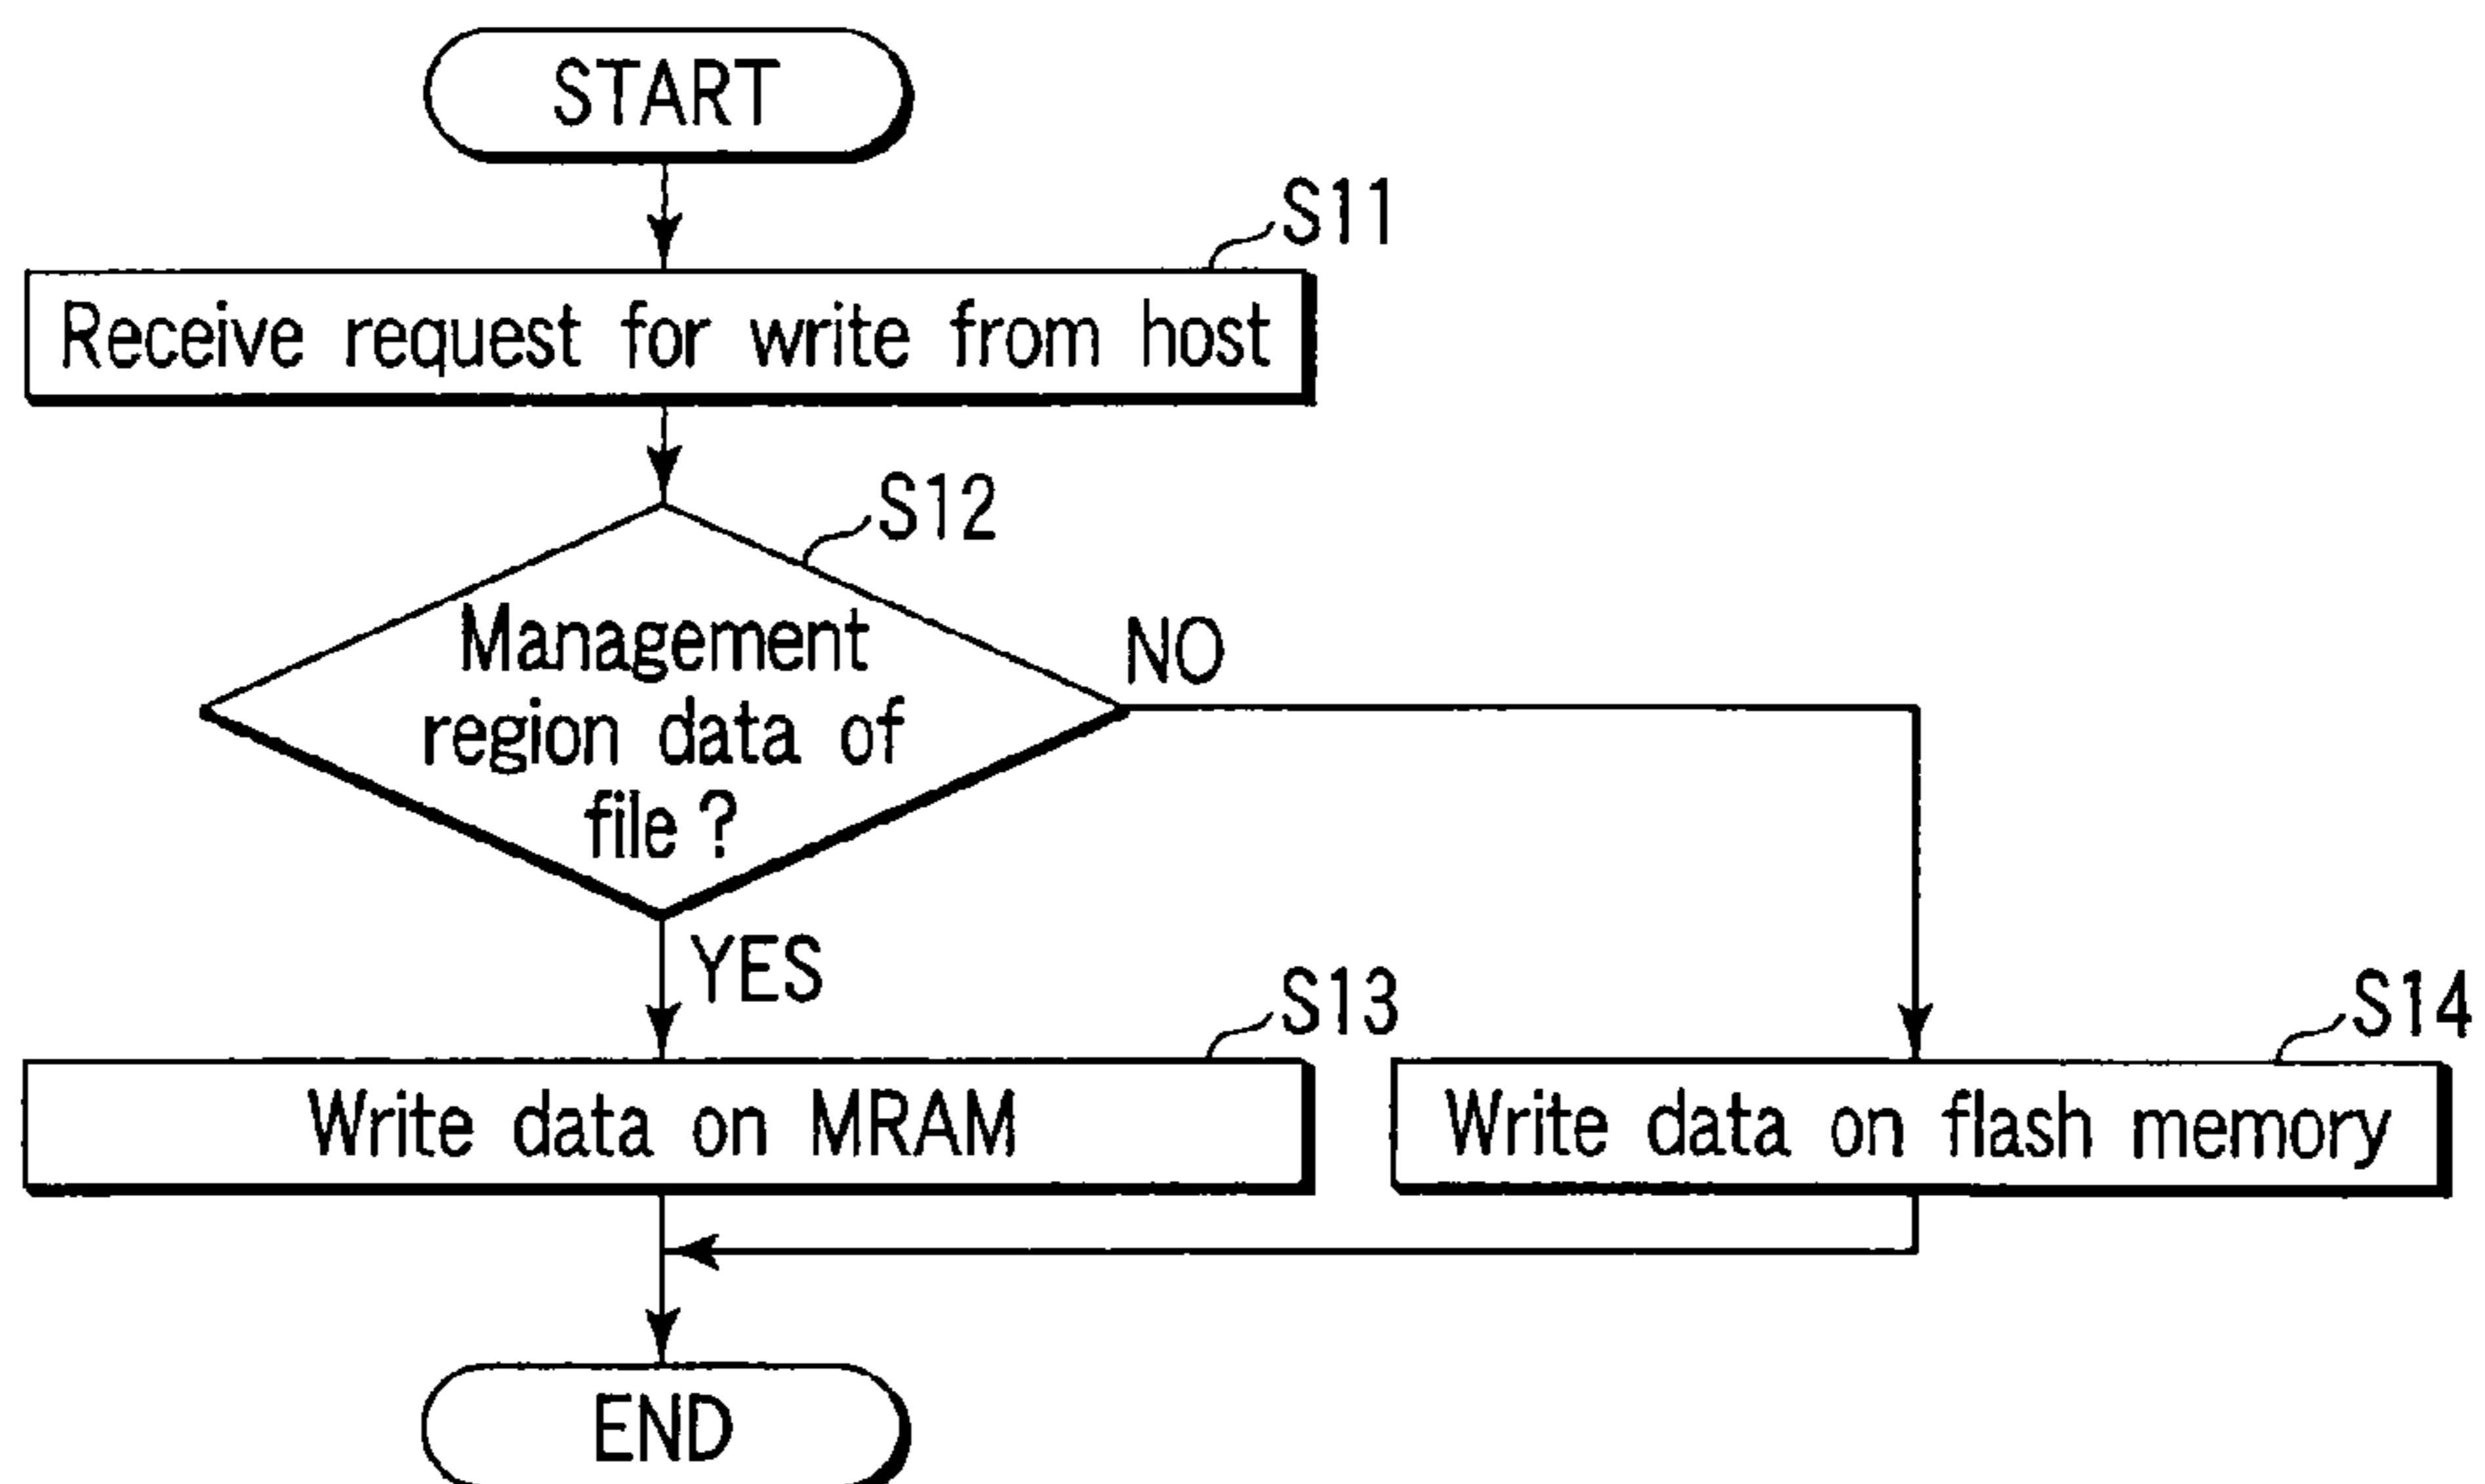 START
S11
Receive request for write from host
S12
Management
region data of
file ?
NO
YES
S13
Write data on MRAM
S14
Write data on flash memory
END